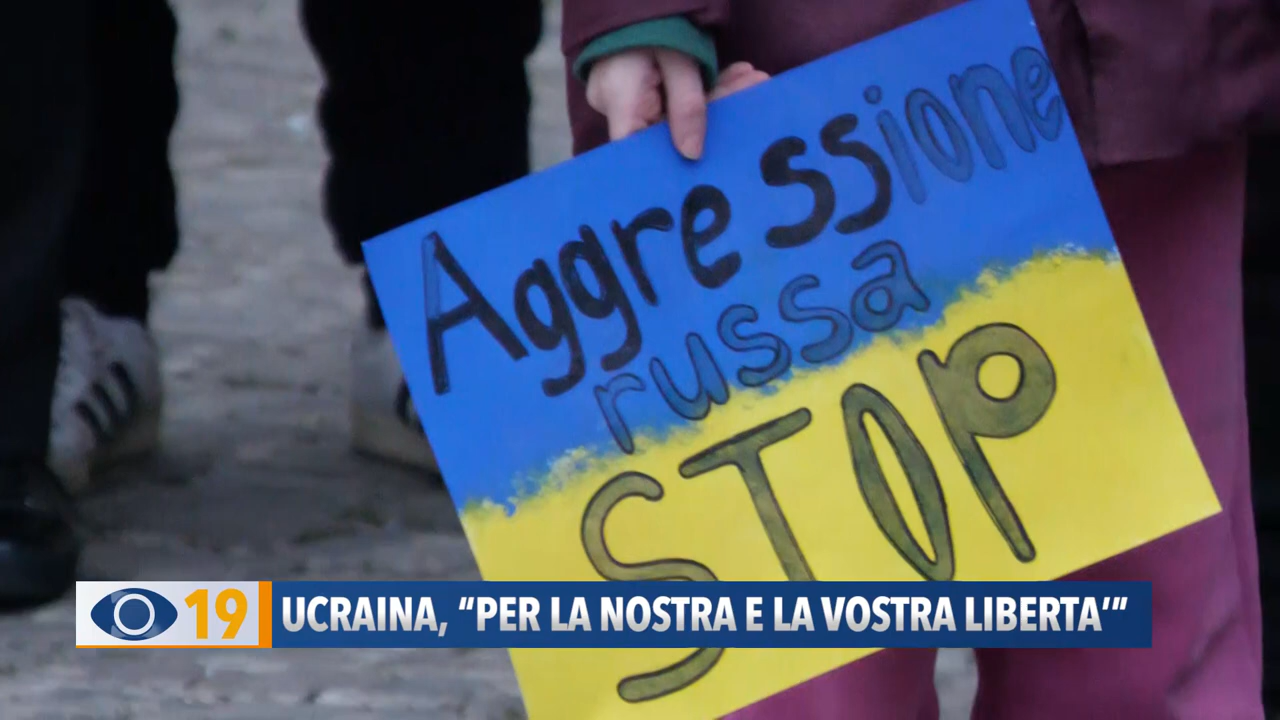 Aggressione
russa
STOP
19
UCRAINA, “PER LA NOSTRA E LA VOSTRA LIBERTA’”